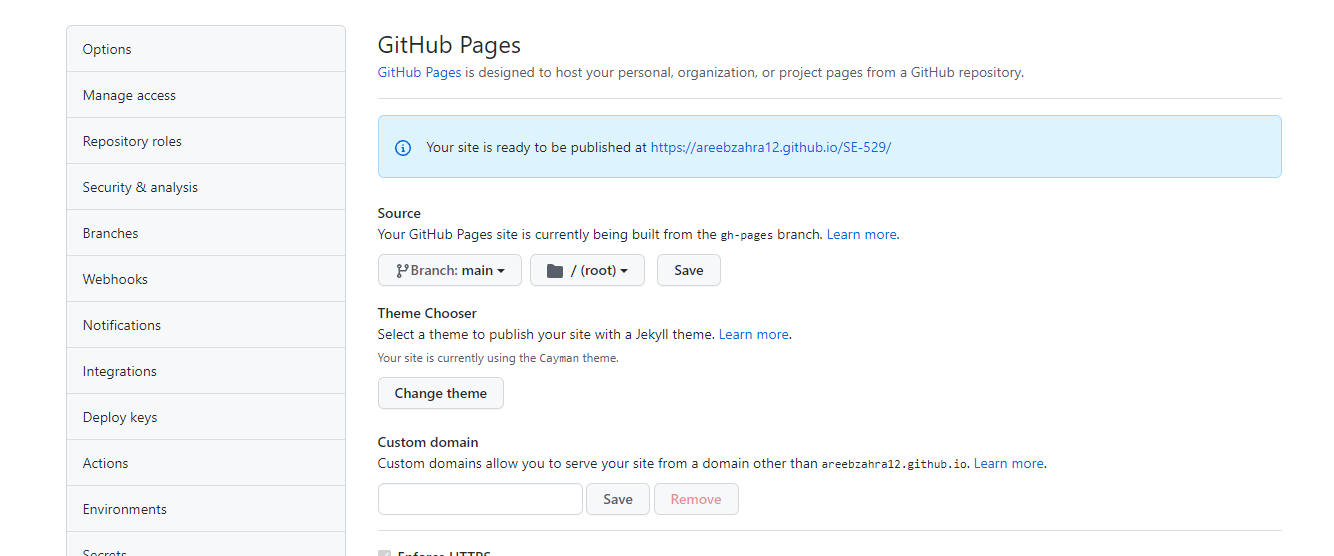 Options
Manage access
Repository roles
Security & analysis
Branches
Webhooks
Notifications
Integrations
Deploy keys
Actions
Environments
Secrets
GitHub Pages
GitHub Pages is designed to host your personal, organization, or project pages from a GitHub repository.
Your site is ready to be published at https://areebzahra12.github.io/SE-529/
Source
Your GitHub Pages site is currently being built from the gh-pages branch. Learn more.
Branch: main / (root) Save
Theme Chooser
Select a theme to publish your site with a Jekyll theme. Learn more.
Your site is currently using the Cayman theme.
Change theme
Custom domain
Custom domains allow you to serve your site from a domain other than areebzahra12.github.io. Learn more.
Save Remove
Enforce HTTPS